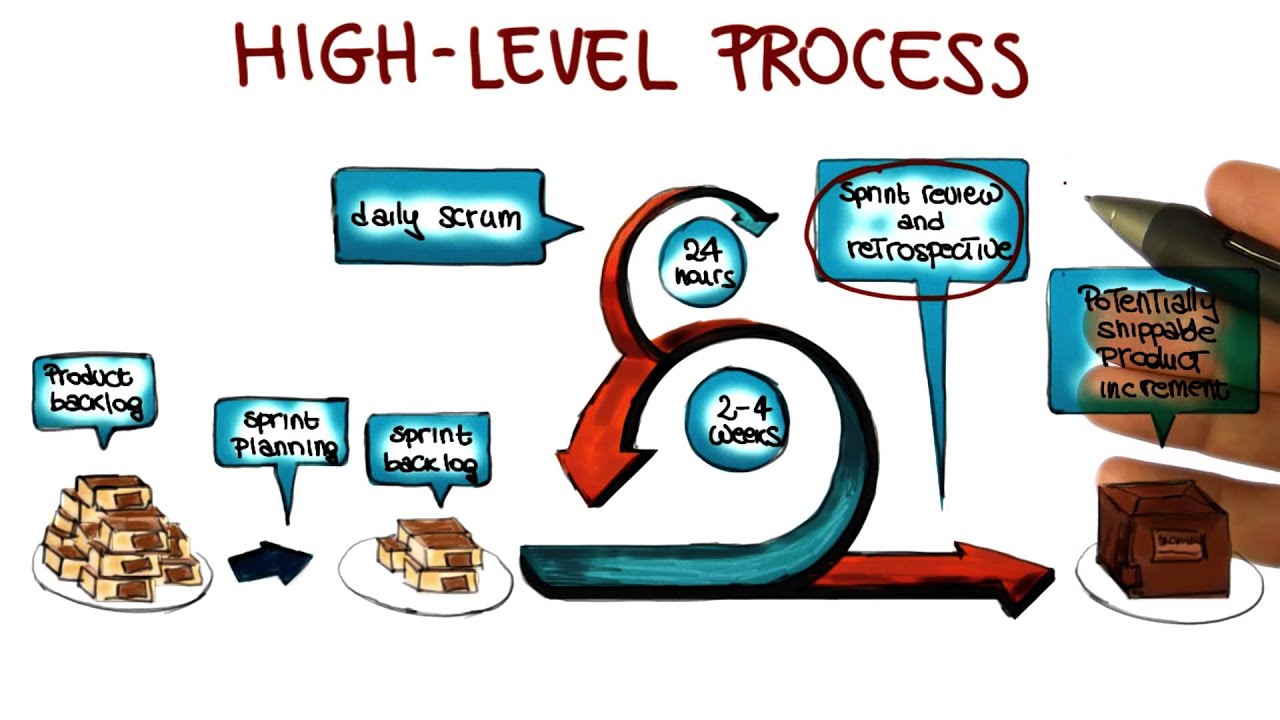 HIGH-LEVEL PROCESS
daily scrum
24
hours
Sprint review
and
retrospective
Potentially
shippable
product
increment
Product
backlog
sprint
Planning
sprint
backlog
2-4
weeks